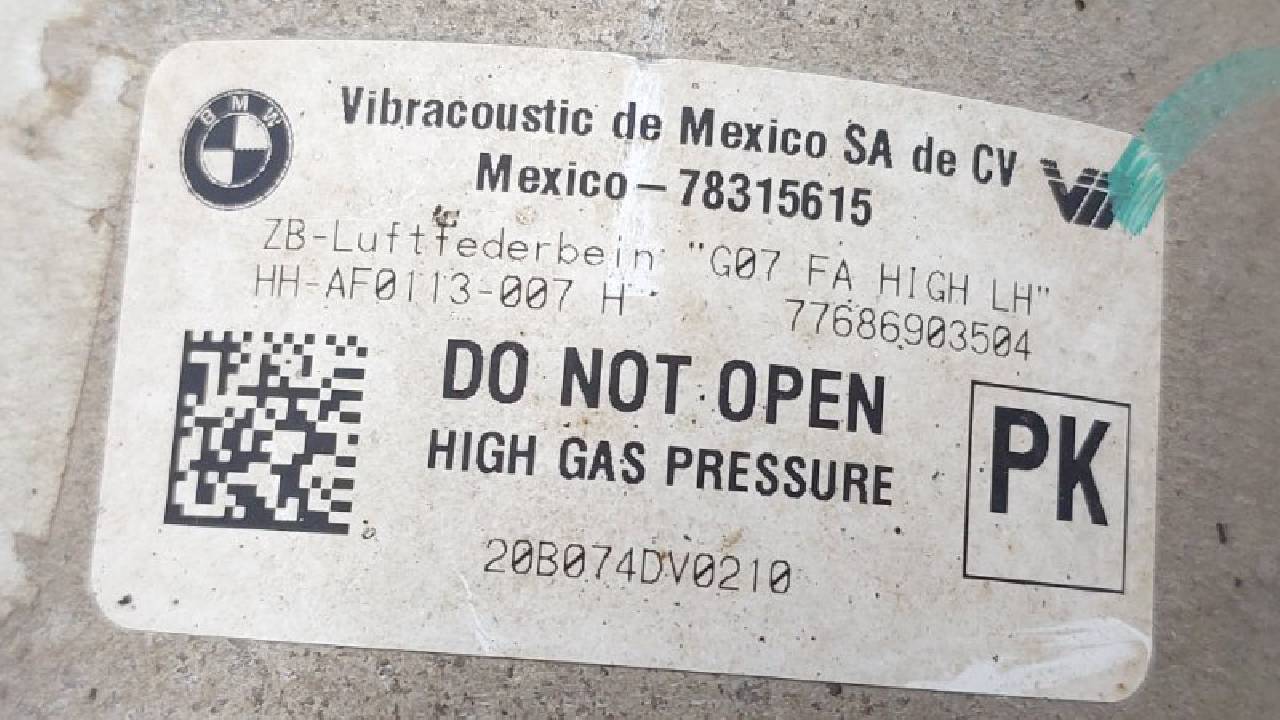 BMW
Vibracoustic de Mexico SA de CV
Mexico – 78315615
ZB-Luftfederbein "G07 FA HIGH LH"
HH-AF0113-007 H 77686903504
DO NOT OPEN
HIGH GAS PRESSURE
PK
20B074DV0210